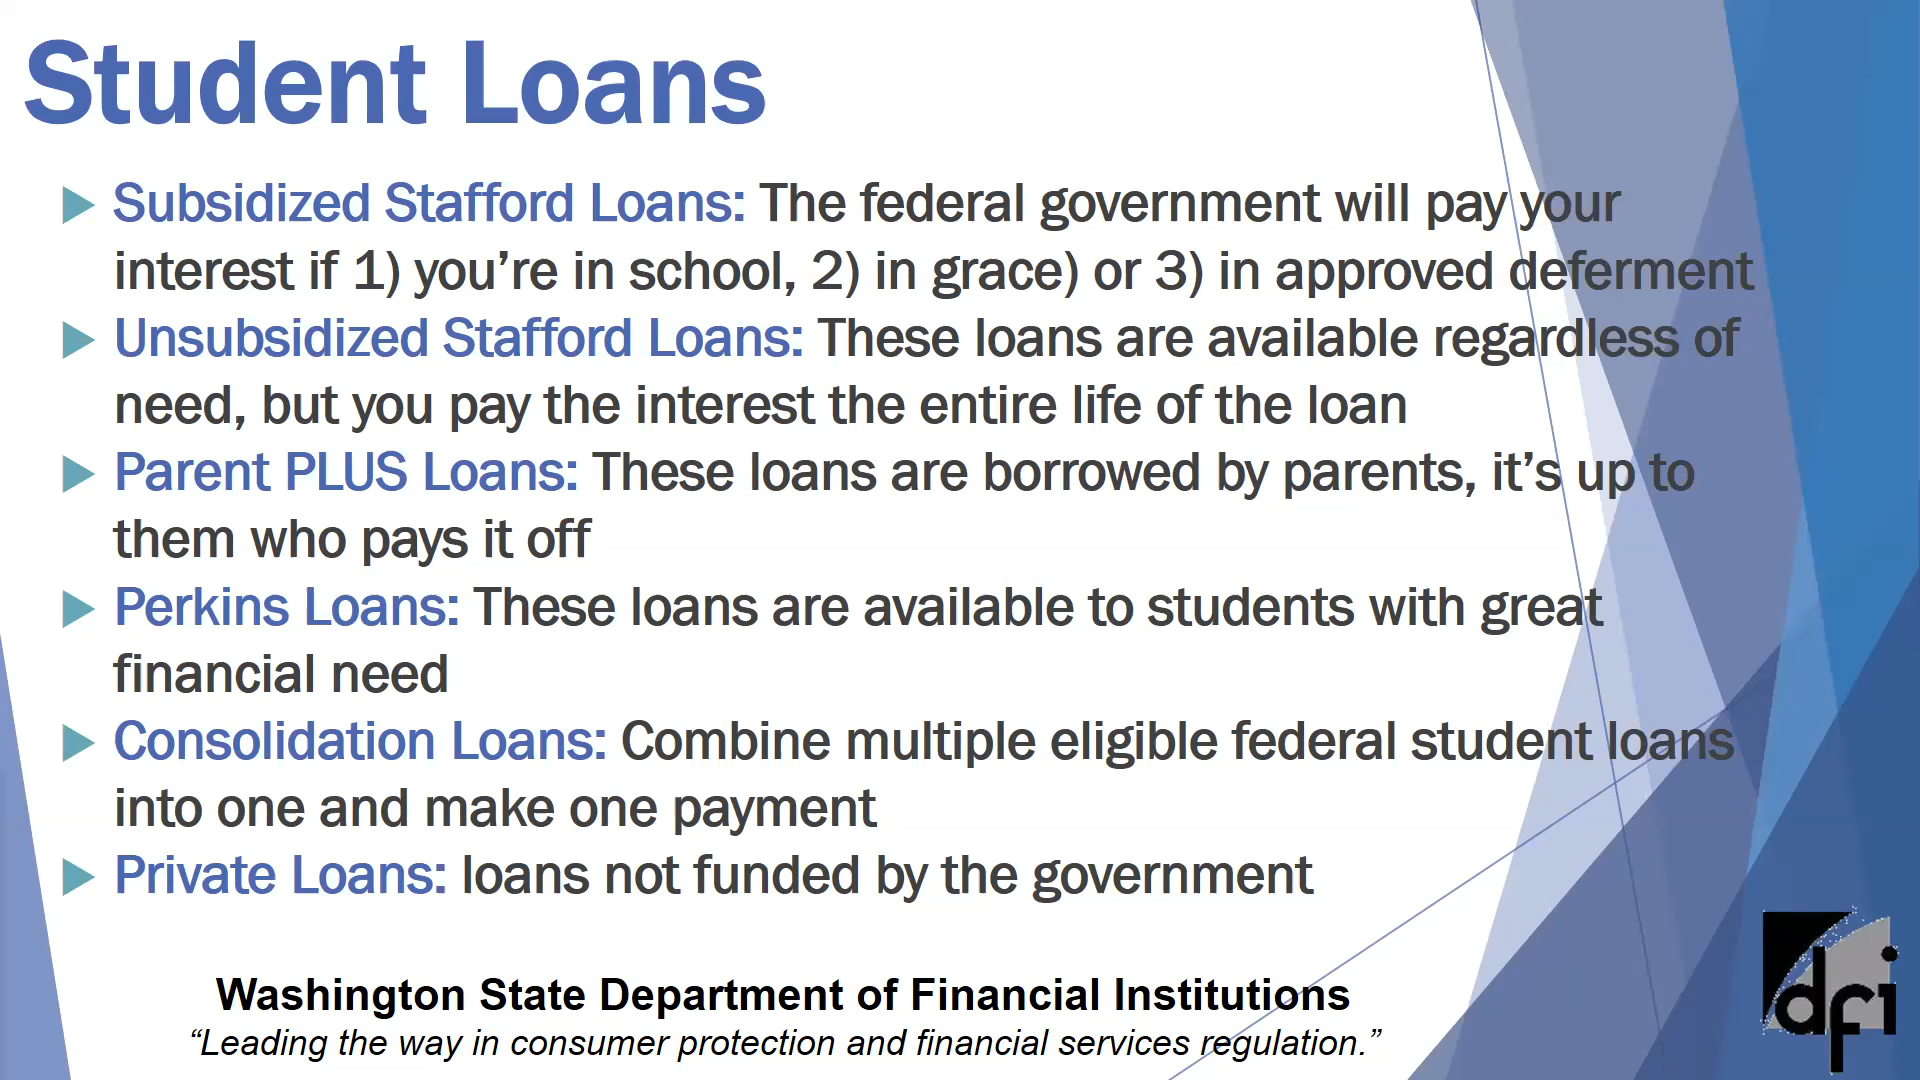 Student Loans
Subsidized Stafford Loans: The federal government will pay your
interest if 1) you’re in school, 2) in grace) or 3) in approved deferment
Unsubsidized Stafford Loans: These loans are available regardless of
need, but you pay the interest the entire life of the loan
Parent PLUS Loans: These loans are borrowed by parents, it’s up to
them who pays it off
Perkins Loans: These loans are available to students with great
financial need
Consolidation Loans: Combine multiple eligible federal student loans
into one and make one payment
Private Loans: loans not funded by the government
Washington State Department of Financial Institutions
“Leading the way in consumer protection and financial services regulation.”
dfi